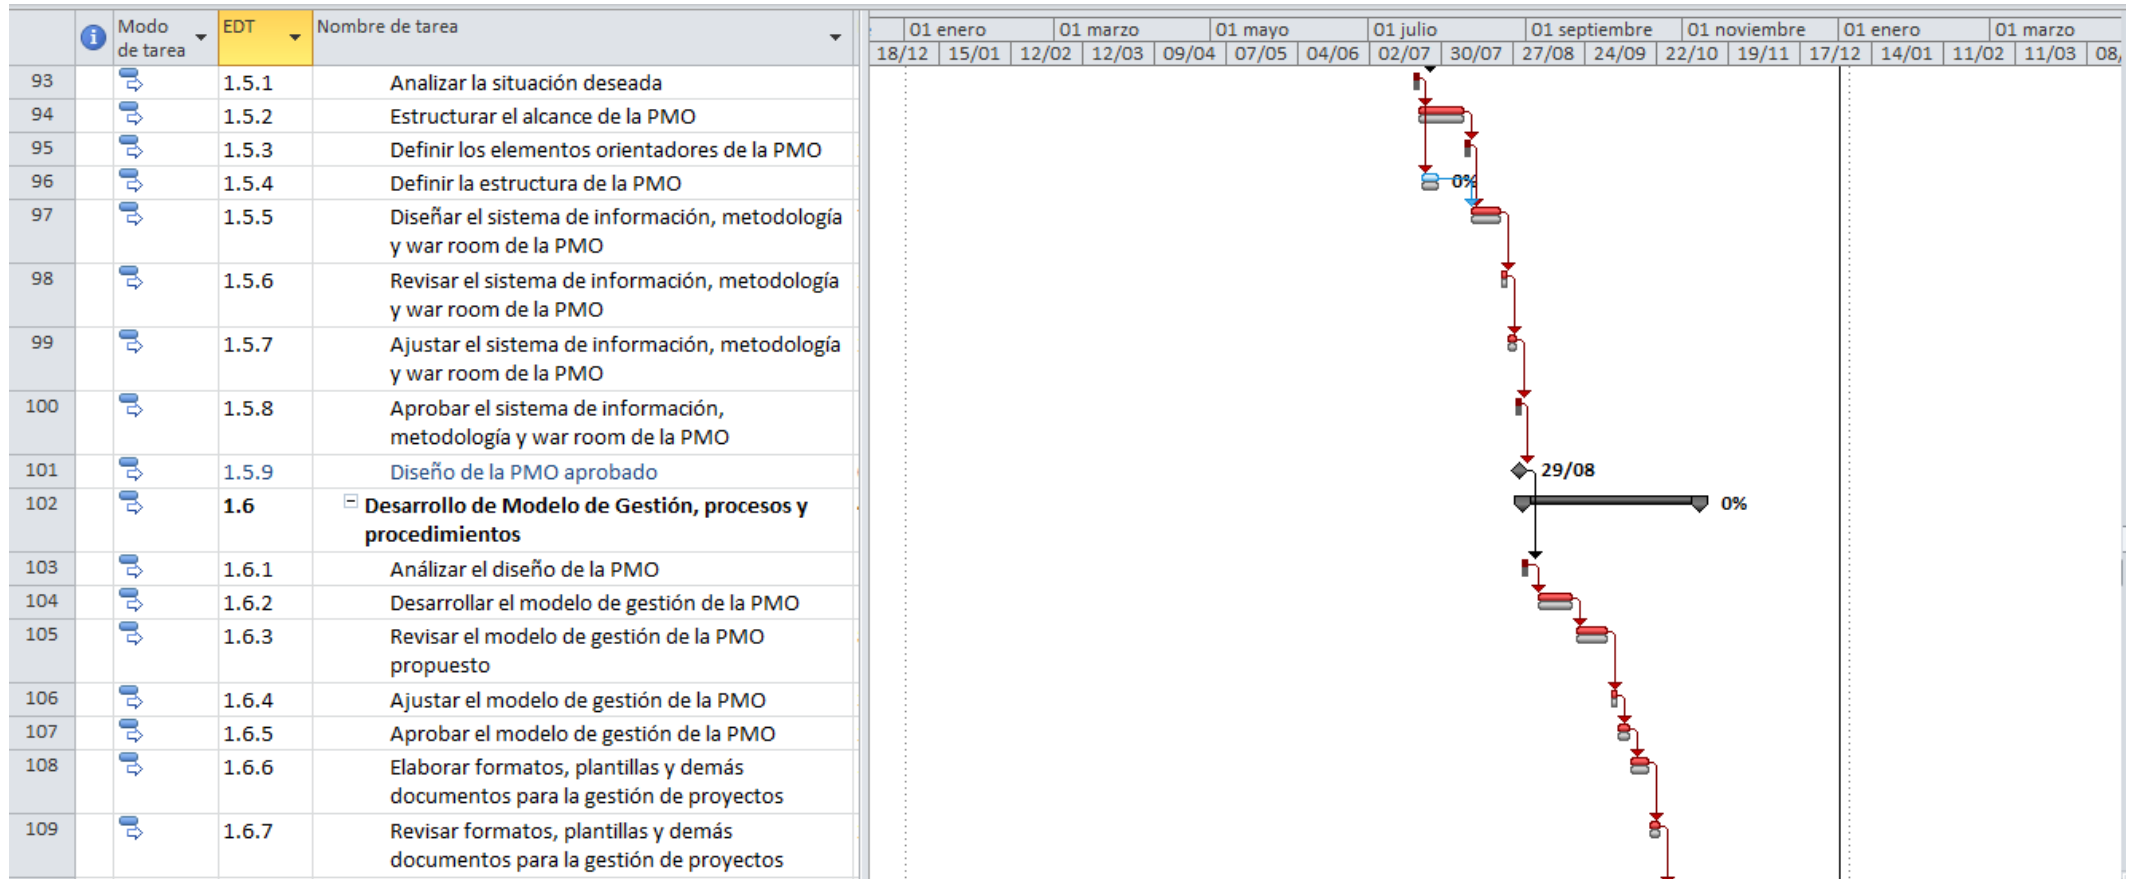 Modo de tarea EDT Nombre de tarea
01 enero 01 marzo 01 mayo 01 julio 01 septiembre 01 noviembre 01 enero 01 marzo
18/12 15/01 12/02 12/03 09/04 07/05 04/06 02/07 30/07 27/08 24/09 22/10 19/11 17/12 14/01 11/02 11/03 08/
93 1.5.1 Analizar la situación deseada
94 1.5.2 Estructurar el alcance de la PMO
95 1.5.3 Definir los elementos orientadores de la PMO
96 1.5.4 Definir la estructura de la PMO 0%
97 1.5.5 Diseñar el sistema de información, metodología
y war room de la PMO
98 1.5.6 Revisar el sistema de información, metodología
y war room de la PMO
99 1.5.7 Ajustar el sistema de información, metodología
y war room de la PMO
100 1.5.8 Aprobar el sistema de información,
metodología y war room de la PMO
101 1.5.9 Diseño de la PMO aprobado 29/08
102 1.6 Desarrollo de Modelo de Gestión, procesos y 0%
procedimientos
103 1.6.1 Análizar el diseño de la PMO
104 1.6.2 Desarrollar el modelo de gestión de la PMO
105 1.6.3 Revisar el modelo de gestión de la PMO
propuesto
106 1.6.4 Ajustar el modelo de gestión de la PMO
107 1.6.5 Aprobar el modelo de gestión de la PMO
108 1.6.6 Elaborar formatos, plantillas y demás
documentos para la gestión de proyectos
109 1.6.7 Revisar formatos, plantillas y demás
documentos para la gestión de proyectos